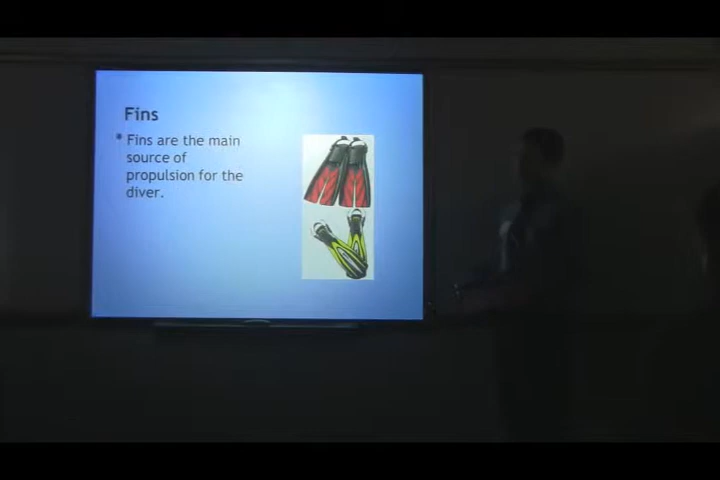 Fins
* Fins are the main
source of
propulsion for the
diver.